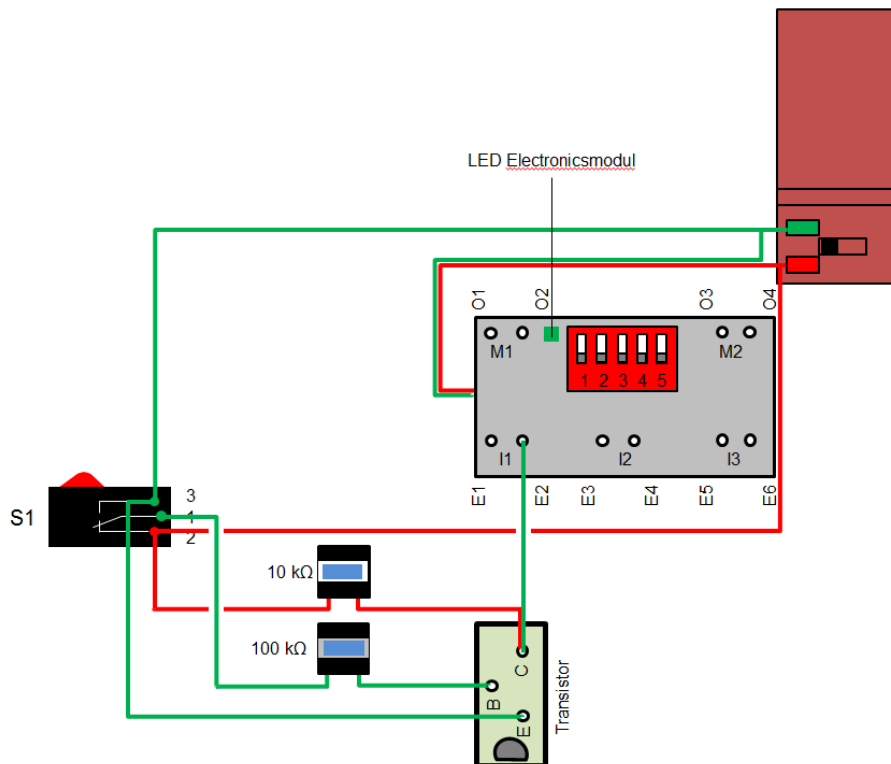 LED Electronicsmodul
O1
O2
O3
O4
M1
M2
1 2 3 4 5
I1
I2
I3
E1
E2
E3
E4
E5
E6
S1
3
1
2
10 kΩ
100 kΩ
C
B
E
Transistor